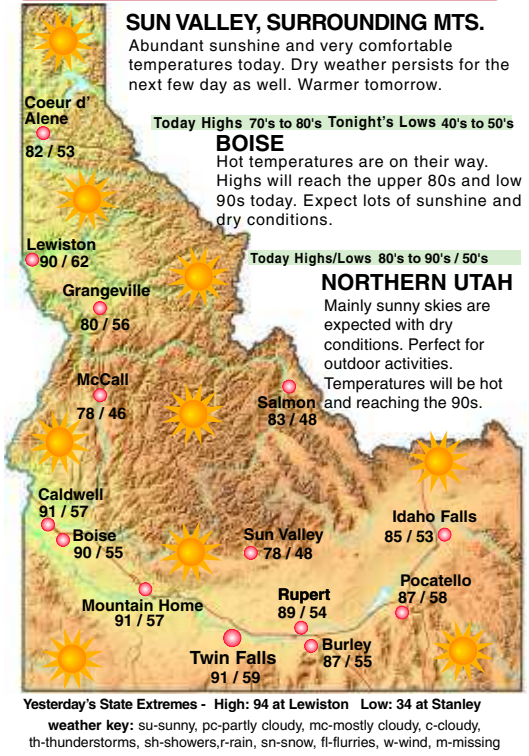 SUN VALLEY, SURROUNDING MTS.
Abundant sunshine and very comfortable
temperatures today. Dry weather persists for the
next few day as well. Warmer tomorrow.
Today Highs 70's to 80's Tonight's Lows 40's to 50's
BOISE
Hot temperatures are on their way.
Highs will reach the upper 80s and low
90s today. Expect lots of sunshine and
dry conditions.
Today Highs/Lows 80's to 90's / 50's
NORTHERN UTAH
Mainly sunny skies are
expected with dry
conditions. Perfect for
outdoor activities.
Temperatures will be hot
and reaching the 90s.
Coeur d'
Alene
82 / 53
Lewiston
90 / 62
Grangeville
80 / 56
McCall
78 / 46
Salmon
83 / 48
Caldwell
91 / 57
Boise
90 / 55
Sun Valley
78 / 48
Idaho Falls
85 / 53
Mountain Home
91 / 57
Rupert
89 / 54
Pocatello
87 / 58
Twin Falls
91 / 59
Burley
87 / 55
Yesterday's State Extremes - High: 94 at Lewiston Low: 34 at Stanley
weather key: su-sunny, pc-partly cloudy, mc-mostly cloudy, c-cloudy,
th-thunderstorms, sh-showers,r-rain, sn-snow, fl-flurries, w-wind, m-missing